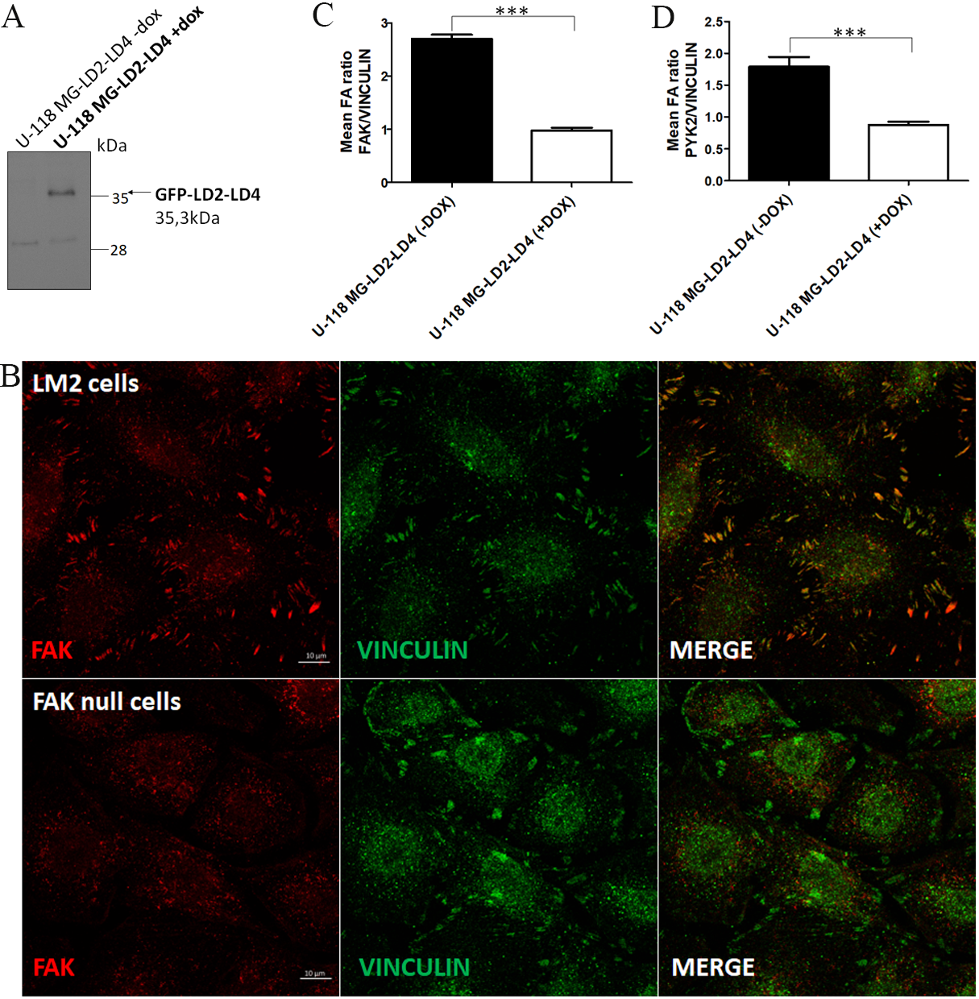 A
U-118 MG-LD2-LD4 -dox
U-118 MG-LD2-LD4 +dox
kDa
35
GFP-LD2-LD4
35,3kDa
28
C
Mean FA ratio
FAK/VINCULIN
3
2
1
0
***
U-118 MG-LD2-LD4 (-DOX)
U-118 MG-LD2-LD4 (+DOX)
D
Mean FA ratio
PYK2/VINCULIN
2.5
2.0
1.5
1.0
0.5
0.0
***
U-118 MG-LD2-LD4 (-DOX)
U-118 MG-LD2-LD4 (+DOX)
B
LM2 cells
FAK
10 µm
VINCULIN
MERGE
FAK null cells
FAK
10 µm
VINCULIN
MERGE